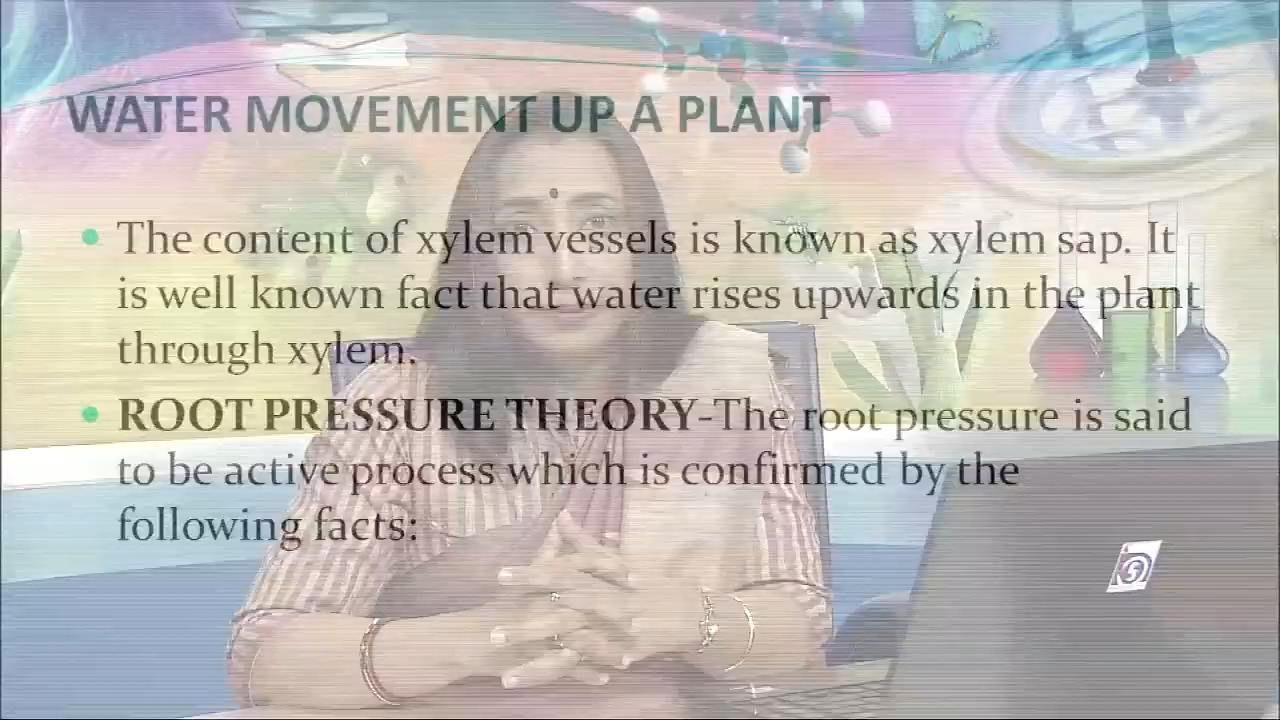 WATER MOVEMENT UP A PLANT
• The content of xylem vessels is known as xylem sap. It
is well known fact that water rises upwards in the plant
through xylem.
• ROOT PRESSURE THEORY-The root pressure is said
to be active process which is confirmed by the
following facts: